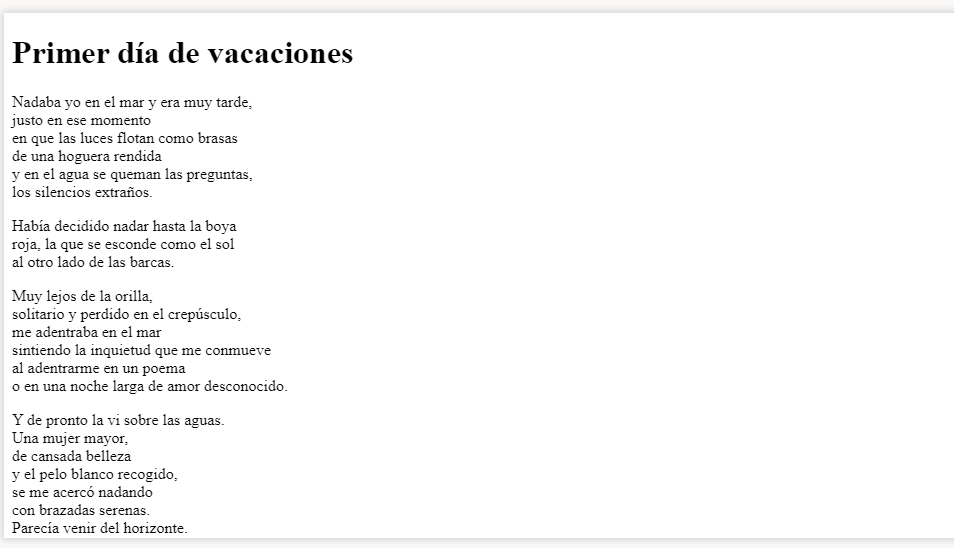 Primer día de vacaciones
Nadaba yo en el mar y era muy tarde,
justo en ese momento
en que las luces flotan como brasas
de una hoguera rendida
y en el agua se queman las preguntas,
los silencios extraños.
Había decidido nadar hasta la boya
roja, la que se esconde como el sol
al otro lado de las barcas.
Muy lejos de la orilla,
solitario y perdido en el crepúsculo,
me adentraba en el mar
sintiendo la inquietud que me conmueve
al adentrarme en un poema
o en una noche larga de amor desconocido.
Y de pronto la vi sobre las aguas.
Una mujer mayor,
de cansada belleza
y el pelo blanco recogido,
se me acercó nadando
con brazadas serenas.
Parecía venir del horizonte.